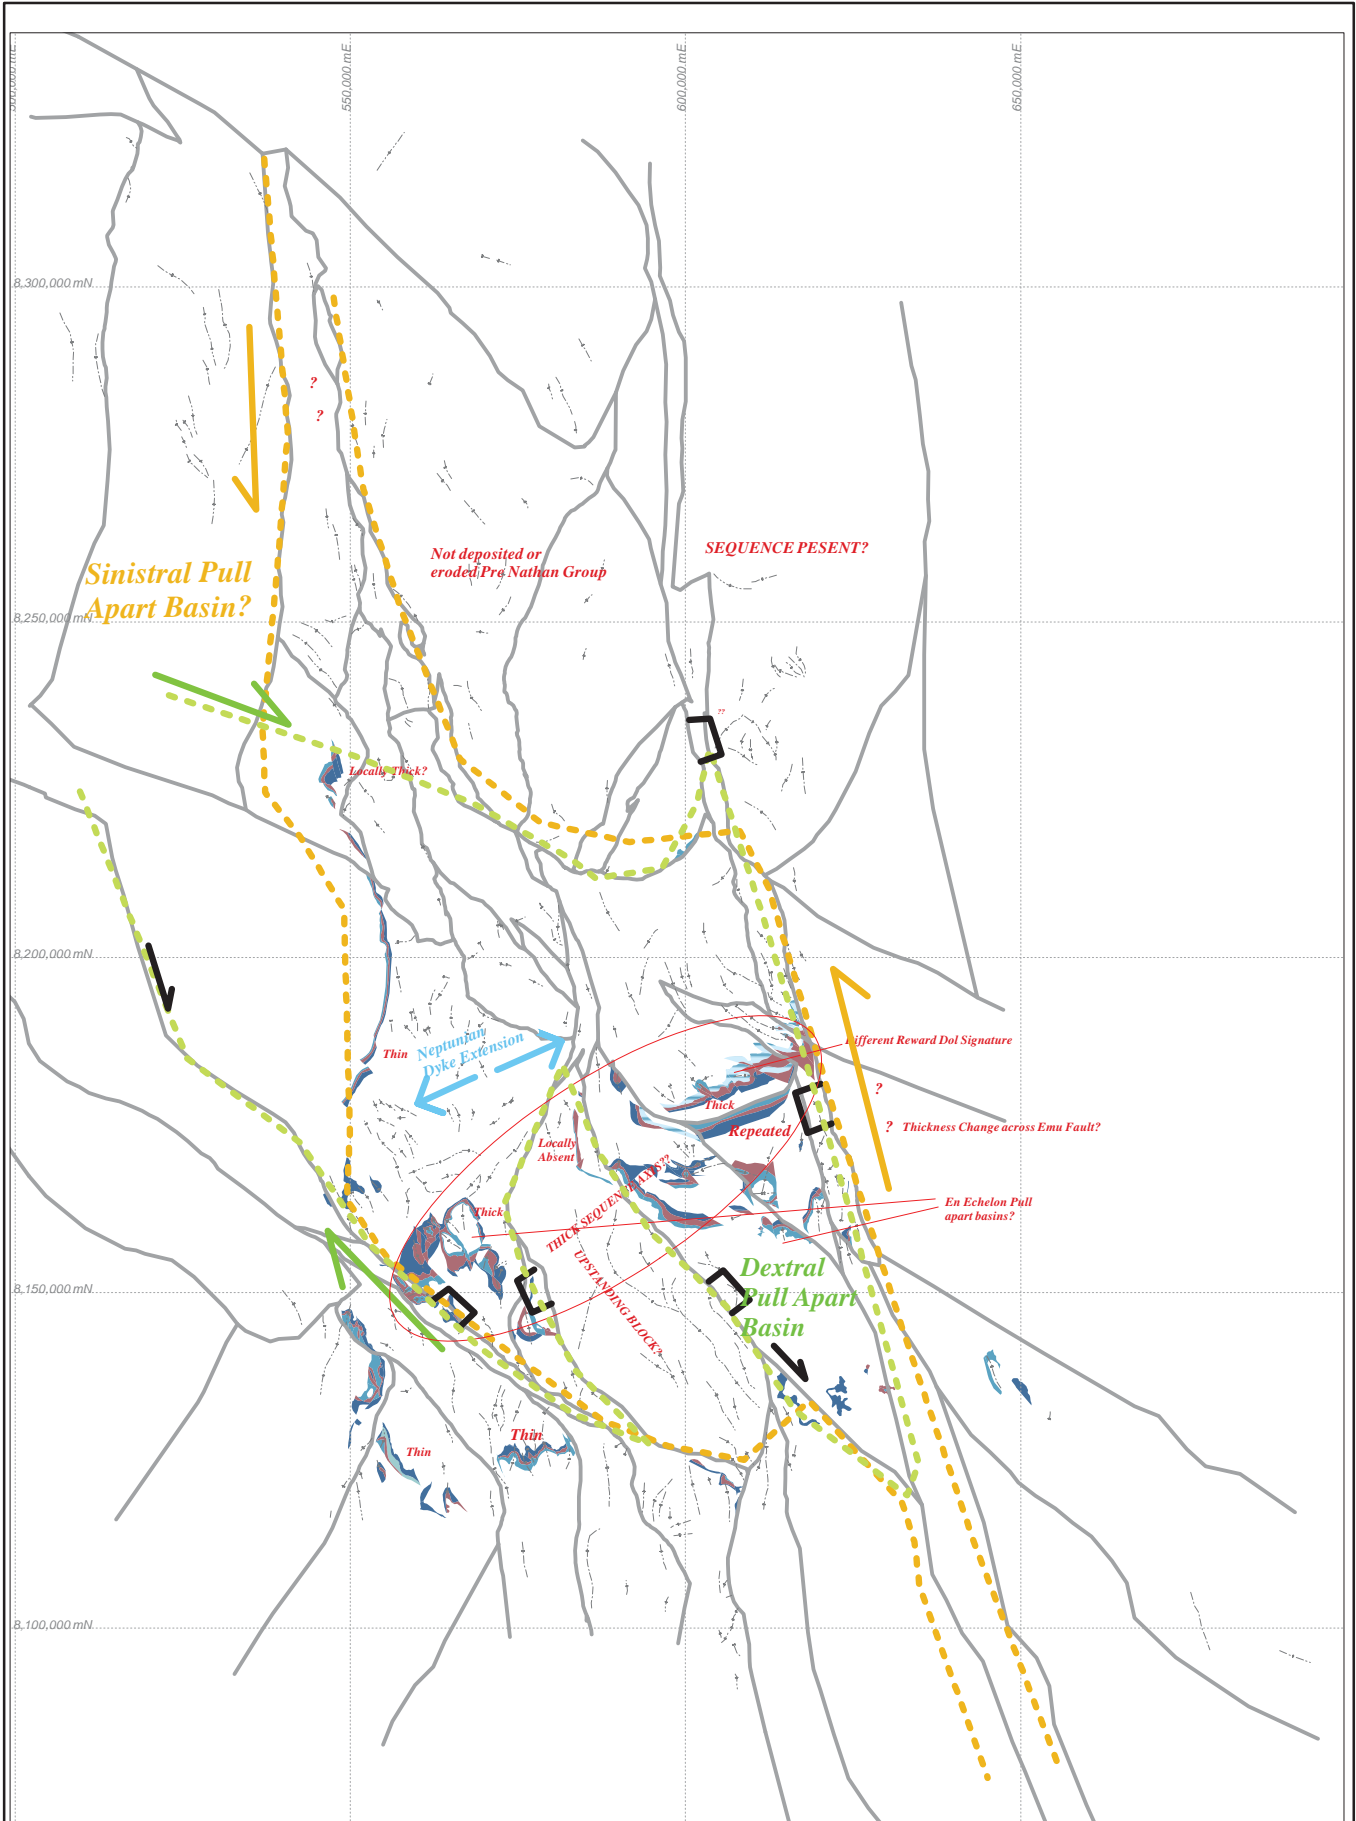 500,000 mE
550,000 mE
600,000 mE
650,000 mE
8,300,000 mN
?
?
Not deposited or
eroded Pre Nathan Group
SEQUENCE PESENT?
Sinistral Pull
Apart Basin?
8,250,000 mN
??
Locally Thick?
8,200,000 mN
Neptunian
Dyke Extension
Thin
Different Reward Dol Signature
?
Thick
Repeated
? Thickness Change across Emu Fault?
Locally
Absent
THICK SEQUENCE AXIS??
En Echelon Pull
apart basins?
Thick
UPSTANDING BLOCK?
Dextral
Pull Apart
Basin
8,150,000 mN
Thin
Thin
8,100,000 mN